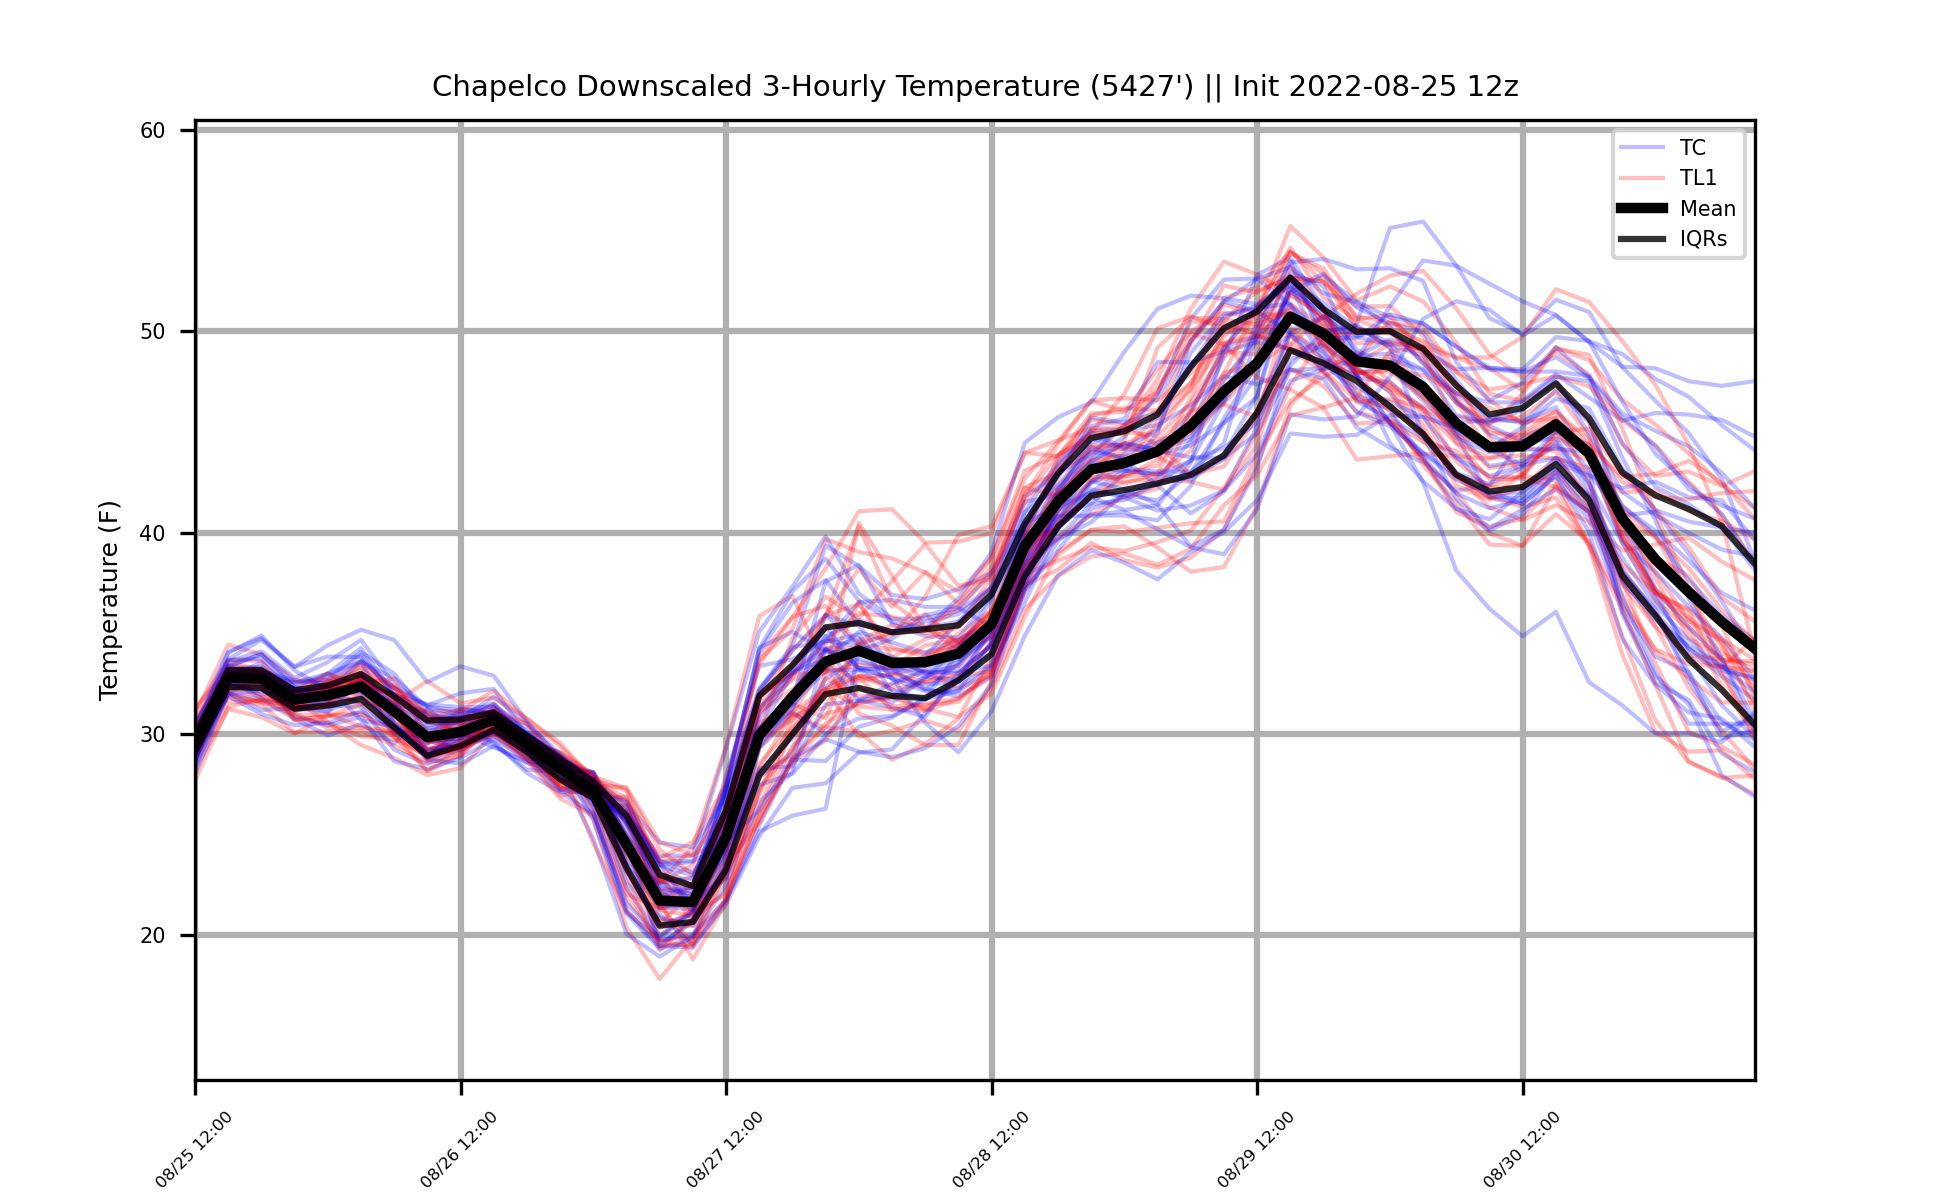 Chapelco Downscaled 3-Hourly Temperature (5427') || Init 2022-08-25 12z
TC
TL1
Mean
IQRs
Temperature (F)
60
50
40
30
20
08/25 12:00
08/26 12:00
08/27 12:00
08/28 12:00
08/29 12:00
08/30 12:00